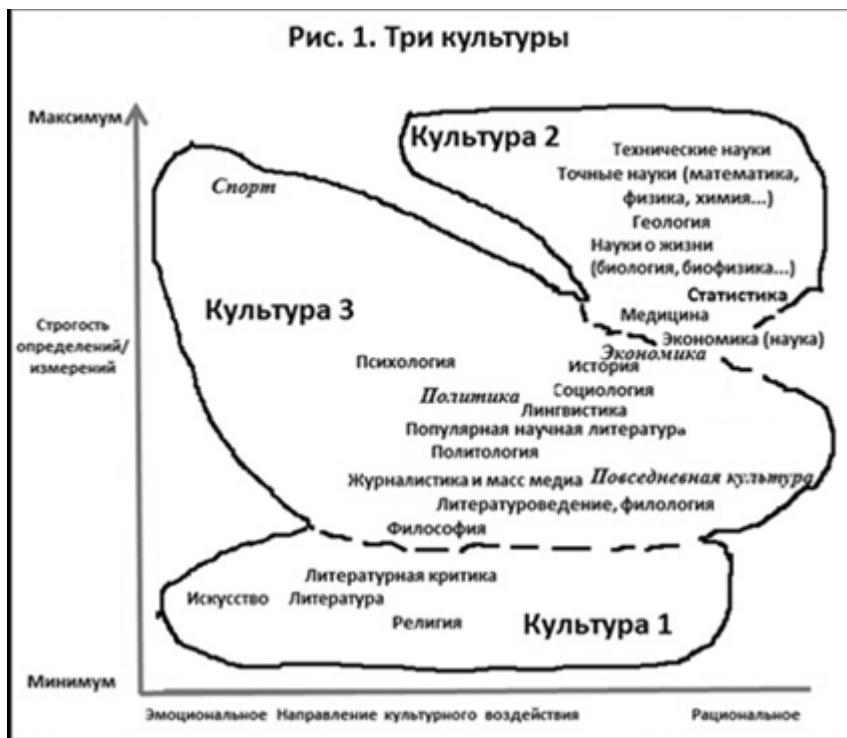 Рис. 1. Три культуры
Максимум
Культура 2
Технические науки
Точные науки (математика,
физика, химия...)
Геология
Науки о жизни
(биология, биофизика...)
Статистика
Медицина
Экономика (наука)
Спорт
Культура 3
Строгость
определений/
измерений
Экономика
Психология
История
Социология
Политика
Лингвистика
Популярная научная литература
Политология
Журналистика и масс медиа
Повседневная культура
Литературоведение, филология
Философия
Литературная критика
Искусство
Литература
Религия
Культура 1
Минимум
Эмоциональное Направление культурного воздействия Рациональное